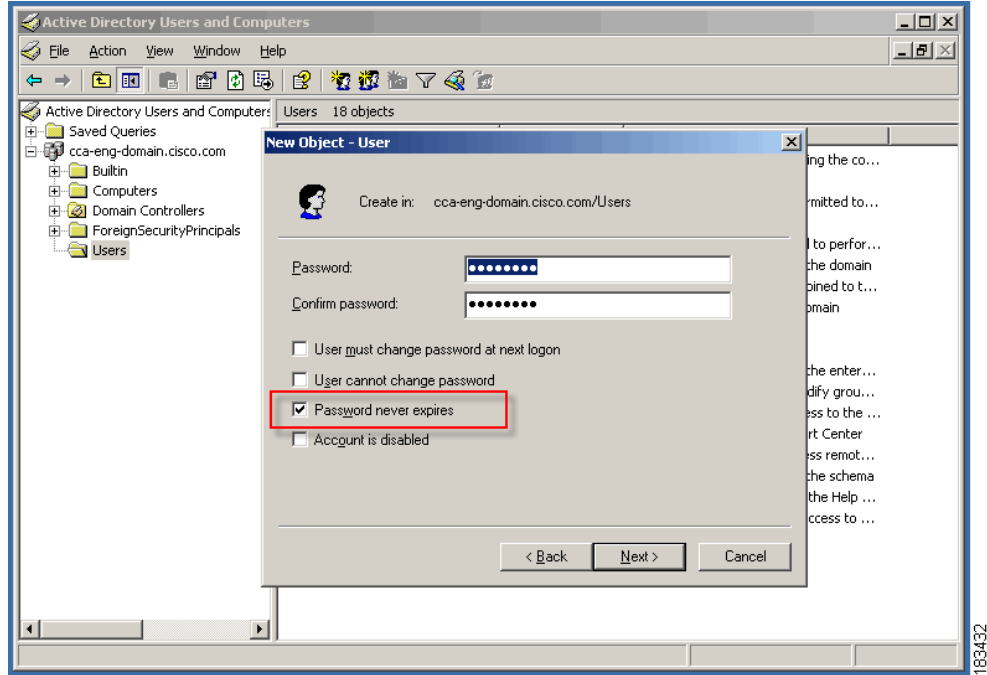 Active Directory Users and Computers
File Action View Window Help
Active Directory Users and Computers
Users 18 objects
Saved Queries
cca-eng-domain.cisco.com
Builtin
Computers
Domain Controllers
ForeignSecurityPrincipals
Users
New Object - User
Create in: cca-eng-domain.cisco.com/Users
Password:
Confirm password:
User must change password at next logon
User cannot change password
Password never expires
Account is disabled
< Back
Next >
Cancel
ing the co...
rmitted to...
to perfor...
the domain
ined to t...
main
the enter...
dify grou...
ess to the ...
rt Center
ess remot...
the schema
the Help ...
ccess to ...
183432